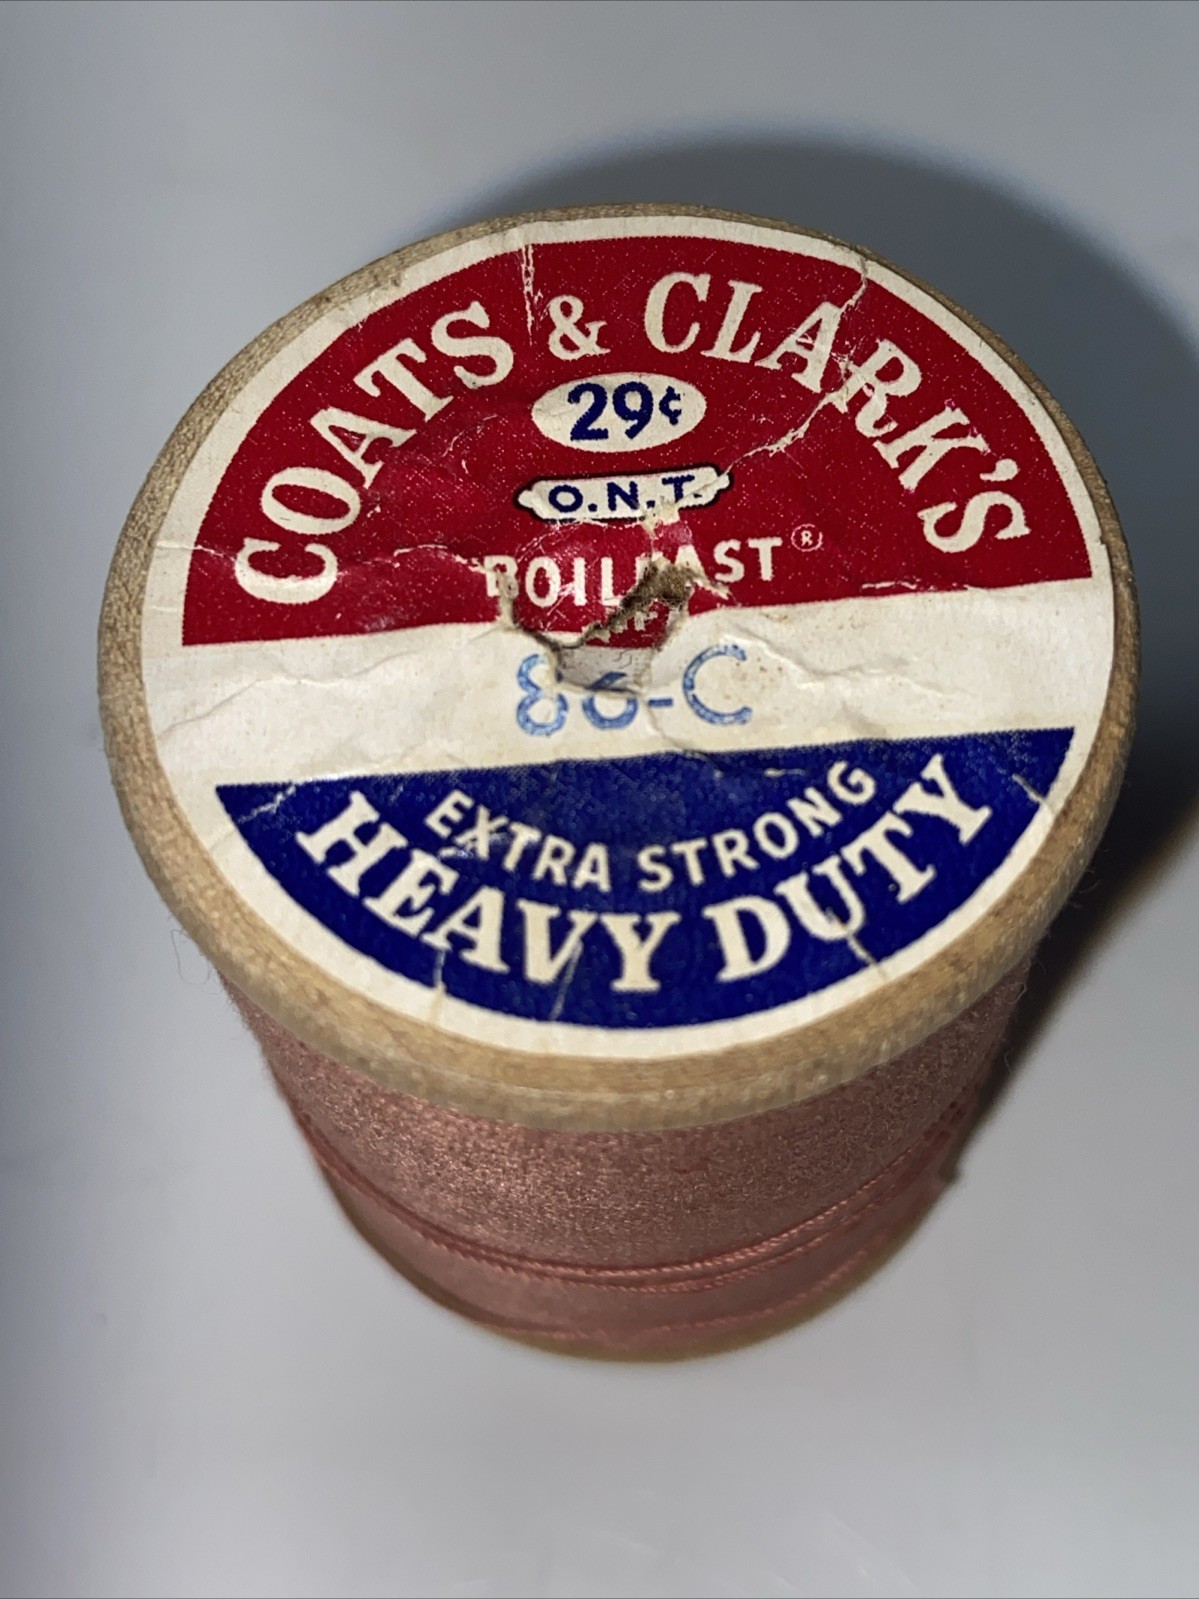 COATS & CLARK'S
29¢
O.N.T.
BOILFAST®
86-C
EXTRA STRONG
HEAVY DUTY